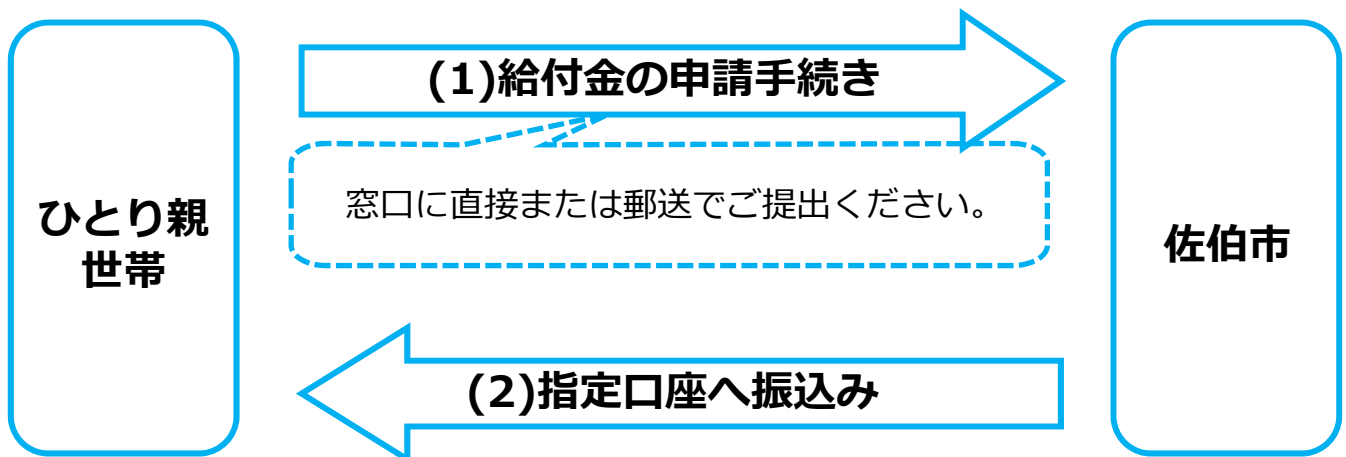 (1)給付金の申請手続き
窓口に直接または郵送でご提出ください。
ひとり親
世帯
佐伯市
(2)指定口座へ振込み